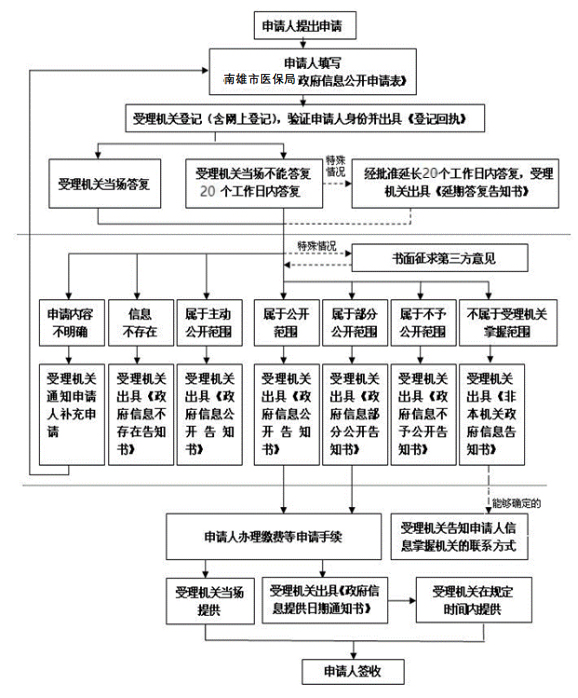 申请人提出申请
申请人填写
南雄市医保局政府信息公开申请表》
受理机关登记（含网上登记），验证申请人身份并出具《登记回执》
受理机关当场答复
受理机关当场不能答复
20 个工作日内答复
特殊
情况
经批准延长20个工作日内答复，受理
机关出具《延期答复告知书》
特殊情况
书面征求第三方意见
申请内容
不明确
信息
不存在
属于主动
公开范围
属于公开
范围
属于部分
公开范围
属于不予
公开范围
不属于受理机关
掌握范围
受理机关
通知申请
人补充申
请
受理机关
出具《政
府信息不
存在告知
书》
受理机关
出具《政
府信息公
开告知
书》
受理机关
出具《政
府信息公
开告知
书》
受理机关
出具《政
府信息部
分公开告
知书》
受理机关
出具《政
府信息不
予公开告
知书》
受理机关
出具《非
本机关政
府信息告
知书》
能够确定的
申请人办理缴费等申请手续
受理机关告知申请人信
息掌握机关的联系方式
受理机关当场
提供
受理机关出具《政府信
息提供日期通知书》
受理机关在规定
时间内提供
申请人签收